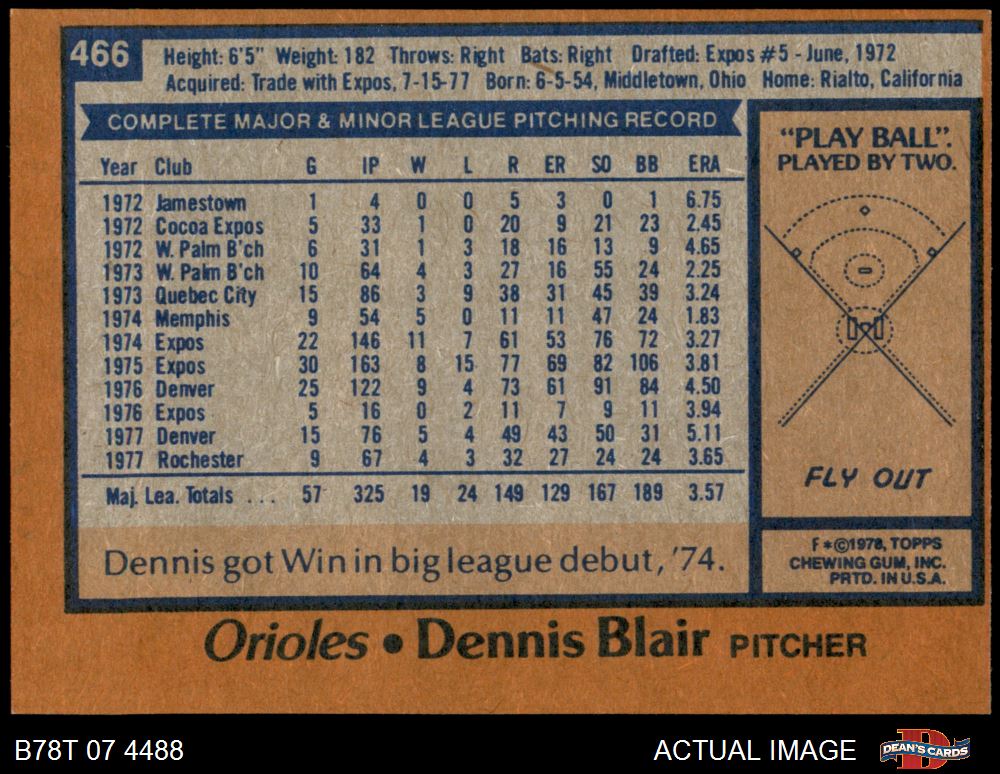 466
Height: 6'5" Weight: 182 Throws: Right Bats: Right Drafted: Expos #5 - June, 1972
Acquired: Trade with Expos, 7-15-77 Born: 6-5-54, Middletown, Ohio Home: Rialto, California
COMPLETE MAJOR & MINOR LEAGUE PITCHING RECORD
Year Club G IP W L R ER SO BB ERA
1972 Jamestown 1 4 0 0 5 3 0 1 6.75
1972 Cocoa Expos 5 33 1 0 20 9 21 23 2.45
1972 W. Palm B'ch 6 31 1 3 18 16 13 9 4.65
1973 W. Palm B'ch 10 64 4 3 27 16 55 24 2.25
1973 Quebec City 15 86 3 9 38 31 45 39 3.24
1974 Memphis 9 54 5 0 11 11 47 24 1.83
1974 Expos 22 146 11 7 61 53 76 72 3.27
1975 Expos 30 163 8 15 77 69 82 106 3.81
1976 Denver 25 122 9 4 73 61 91 84 4.50
1976 Expos 5 16 0 2 11 7 9 11 3.94
1977 Denver 15 76 5 4 49 43 50 31 5.11
1977 Rochester 9 67 4 3 32 27 24 24 3.65
Maj. Lea. Totals ... 57 325 19 24 149 129 167 189 3.57
Dennis got Win in big league debut, '74.
"PLAY BALL".
PLAYED BY TWO.
FLY OUT
F*©1978, TOPPS
CHEWING GUM, INC.
PRTD. IN U.S.A.
Orioles • Dennis Blair PITCHER
B78T 07 4488
ACTUAL IMAGE
DEAN'S CARDS